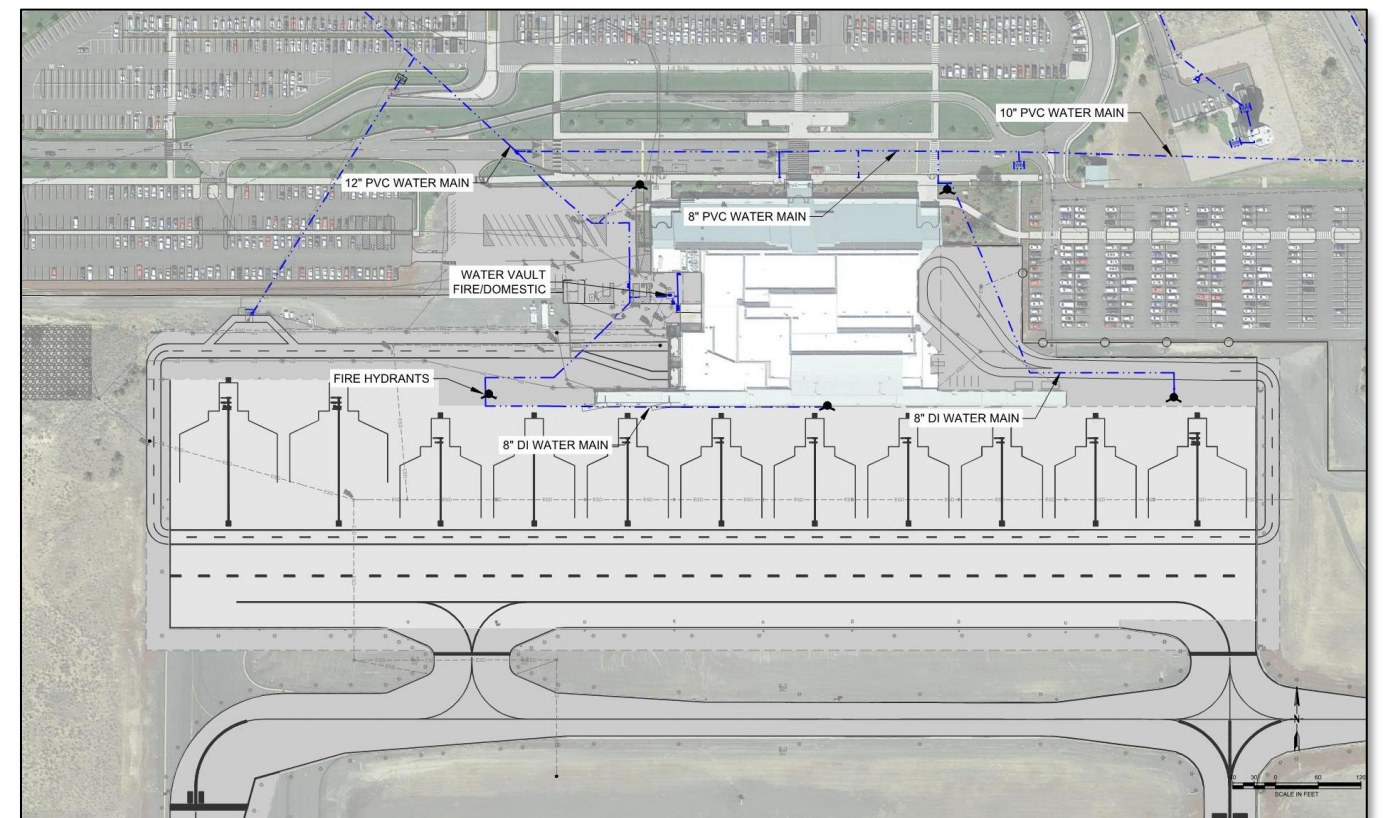 10" PVC WATER MAIN
12" PVC WATER MAIN
8" PVC WATER MAIN
WATER VAULT
FIRE/DOMESTIC
FIRE HYDRANTS
8" DI WATER MAIN
8" DI WATER MAIN
N
30 0 60 120
SCALE IN FEET